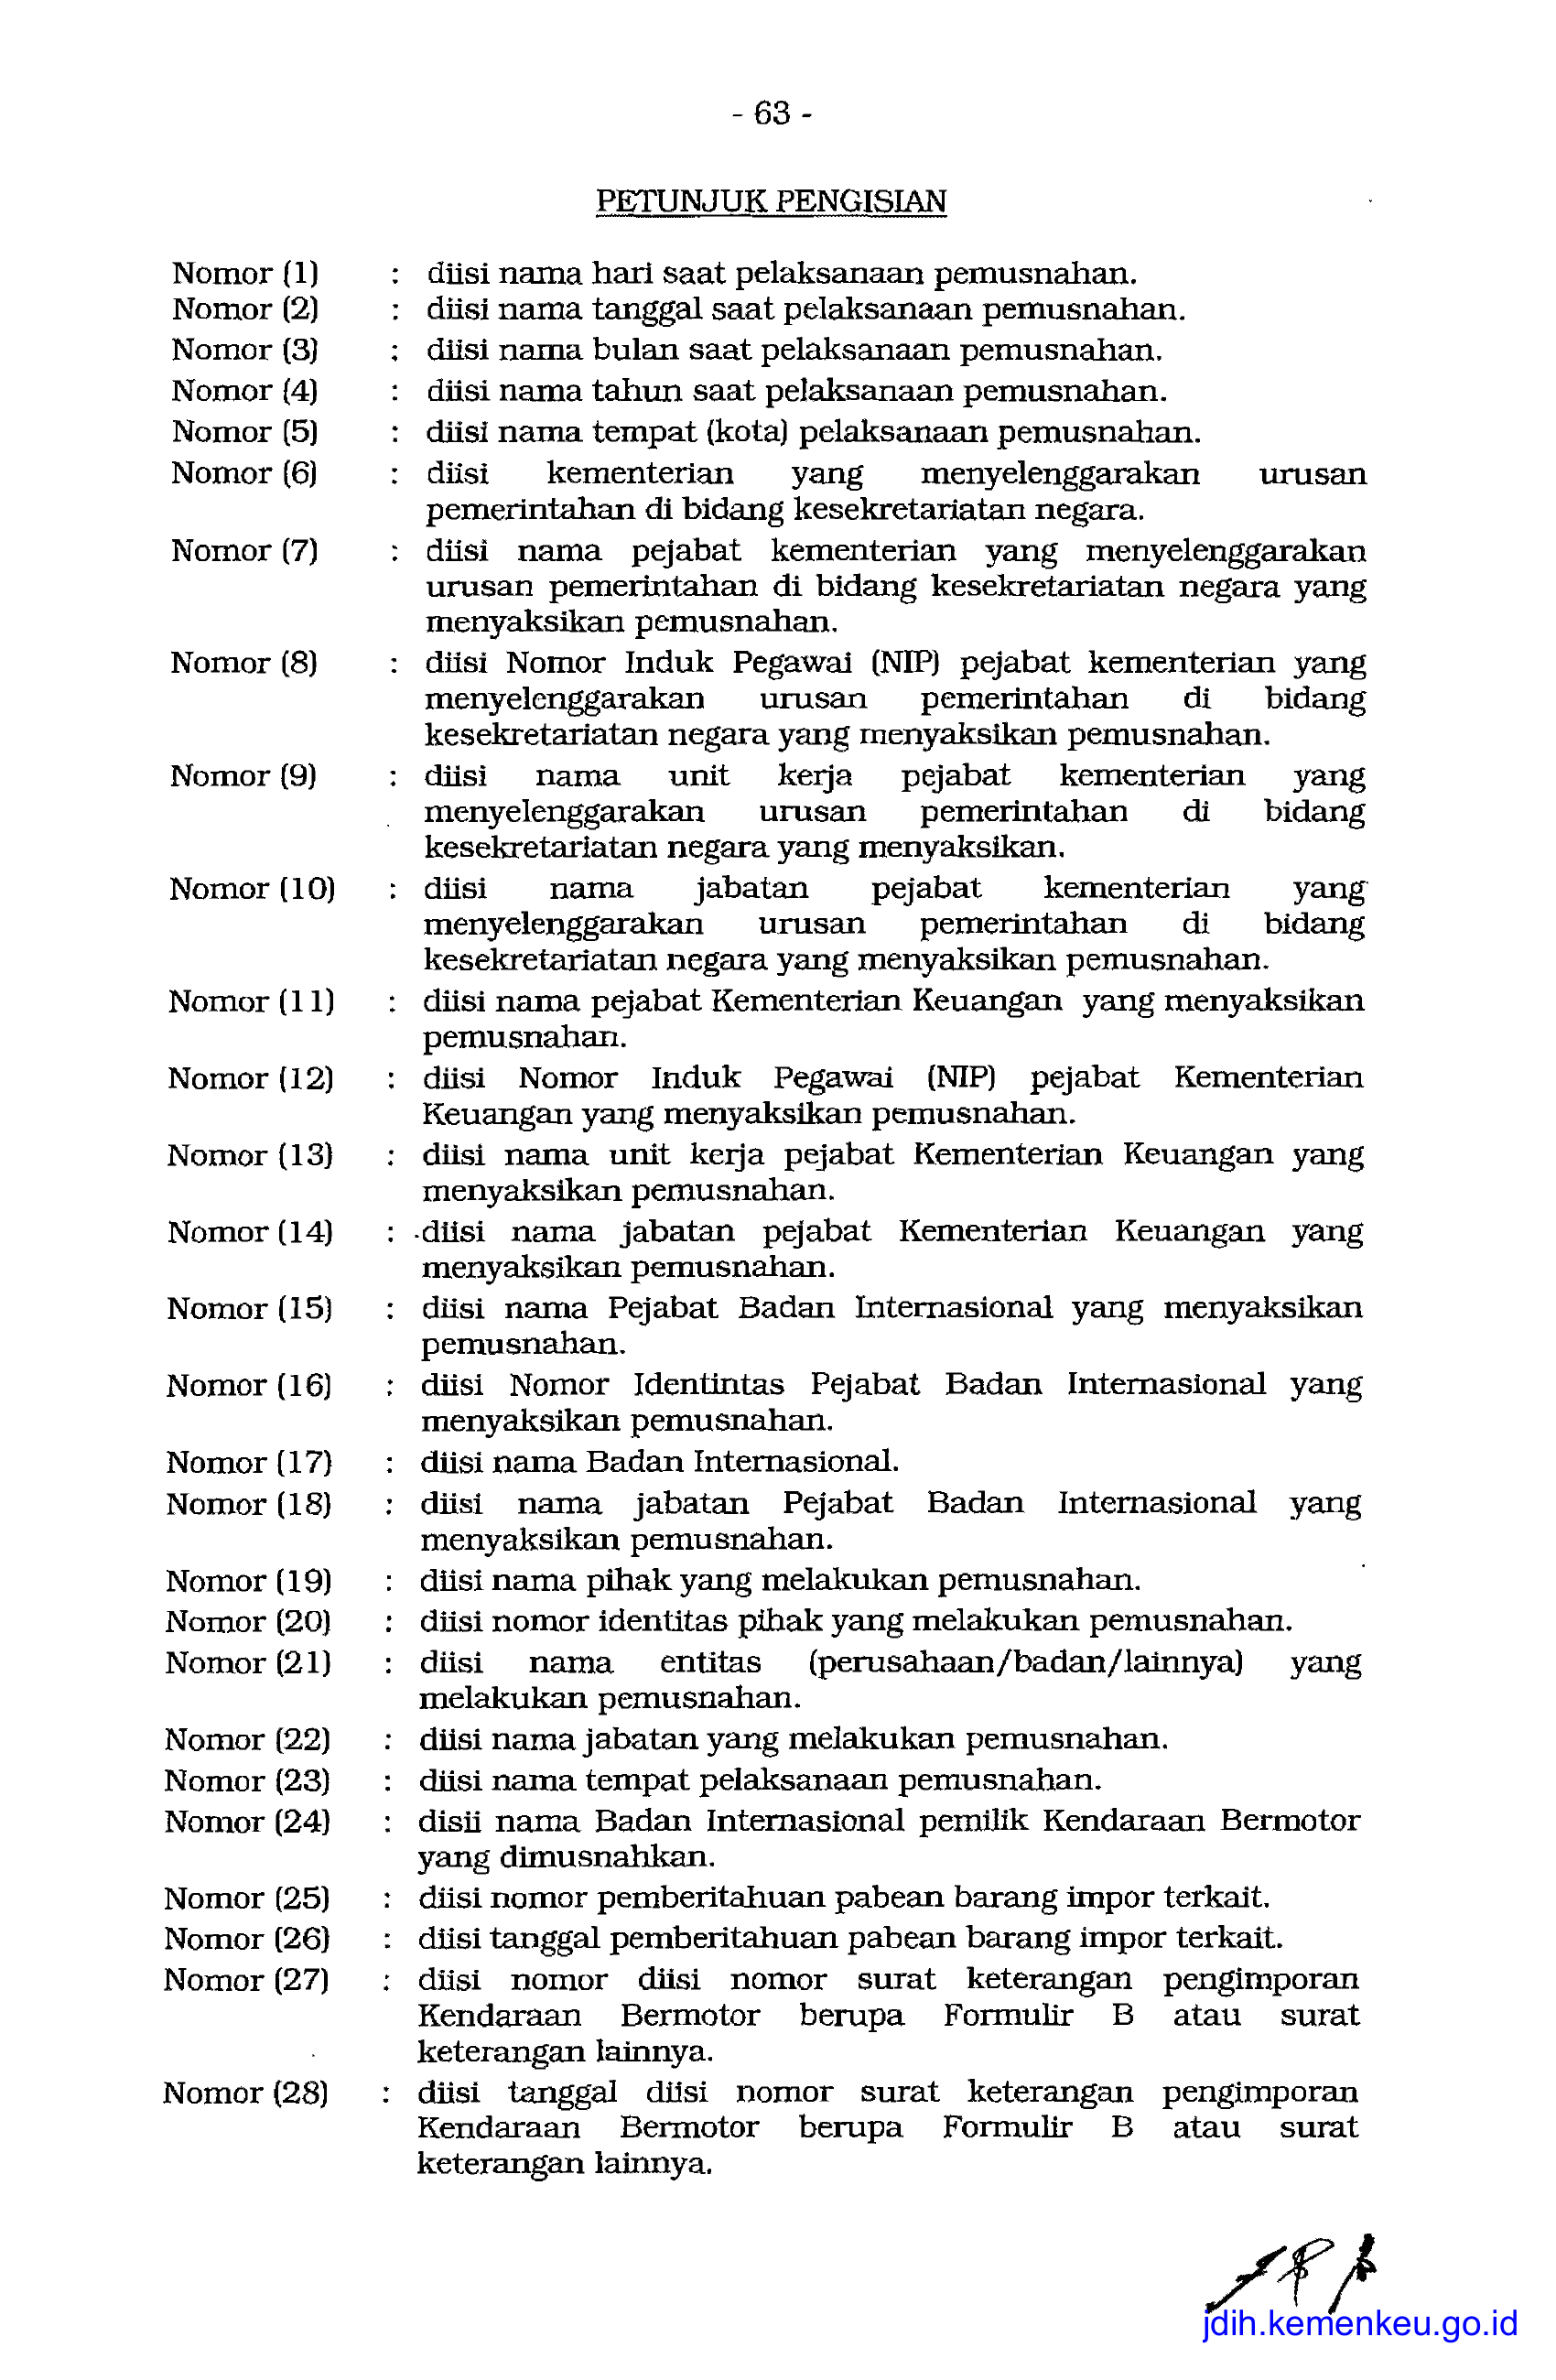 - 63 -
PETUNJUK PENGISIAN
Nomor (1) : diisi nama hari saat pelaksanaan pemusnahan.
Nomor (2) : diisi nama tanggal saat pelaksanaan pemusnahan.
Nomor (3) : diisi nama bulan saat pelaksanaan pemusnahan.
Nomor (4) : diisi nama tahun saat pelaksanaan pemusnahan.
Nomor (5) : diisi nama tempat (kota) pelaksanaan pemusnahan.
Nomor (6) : diisi kementerian yang menyelenggarakan urusan
pemerintahan di bidang kesekretariatan negara.
Nomor (7) : diisi nama pejabat kementerian yang menyelenggarakan
urusan pemerintahan di bidang kesekretariatan negara yang
menyaksikan pemusnahan.
Nomor (8) : diisi Nomor Induk Pegawai (NIP) pejabat kementerian yang
menyelenggarakan urusan pemerintahan di bidang
kesekretariatan negara yang menyaksikan pemusnahan.
Nomor (9) : diisi nama unit kerja pejabat kementerian yang
menyelenggarakan urusan pemerintahan di bidang
kesekretariatan negara yang menyaksikan.
Nomor (10) : diisi nama jabatan pejabat kementerian yang
menyelenggarakan urusan pemerintahan di bidang
kesekretariatan negara yang menyaksikan pemusnahan.
Nomor (11) : diisi nama pejabat Kementerian Keuangan yang menyaksikan
pemusnahan.
Nomor (12) : diisi Nomor Induk Pegawai (NIP) pejabat Kementerian
Keuangan yang menyaksikan pemusnahan.
Nomor (13) : diisi nama unit kerja pejabat Kementerian Keuangan yang
menyaksikan pemusnahan.
Nomor (14) : diisi nama jabatan pejabat Kementerian Keuangan yang
menyaksikan pemusnahan.
Nomor (15) : diisi nama Pejabat Badan Internasional yang menyaksikan
pemusnahan.
Nomor (16) : diisi Nomor Identintas Pejabat Badan Internasional yang
menyaksikan pemusnahan.
Nomor (17) : diisi nama Badan Internasional.
Nomor (18) : diisi nama jabatan Pejabat Badan Internasional yang
menyaksikan pemusnahan.
Nomor (19) : diisi nama pihak yang melakukan pemusnahan.
Nomor (20) : diisi nomor identitas pihak yang melakukan pemusnahan.
Nomor (21) : diisi nama entitas (perusahaan/badan/lainnya) yang
melakukan pemusnahan.
Nomor (22) : diisi nama jabatan yang melakukan pemusnahan.
Nomor (23) : diisi nama tempat pelaksanaan pemusnahan.
Nomor (24) : disii nama Badan Internasional pemilik Kendaraan Bermotor
yang dimusnahkan.
Nomor (25) : diisi nomor pemberitahuan pabean barang impor terkait.
Nomor (26) : diisi tanggal pemberitahuan pabean barang impor terkait.
Nomor (27) : diisi nomor diisi nomor surat keterangan pengimporan
Kendaraan Bermotor berupa Formulir B atau surat
keterangan lainnya.
Nomor (28) : diisi tanggal diisi nomor surat keterangan pengimporan
Kendaraan Bermotor berupa Formulir B atau surat
keterangan lainnya.
jdih.kemenkeu.go.id